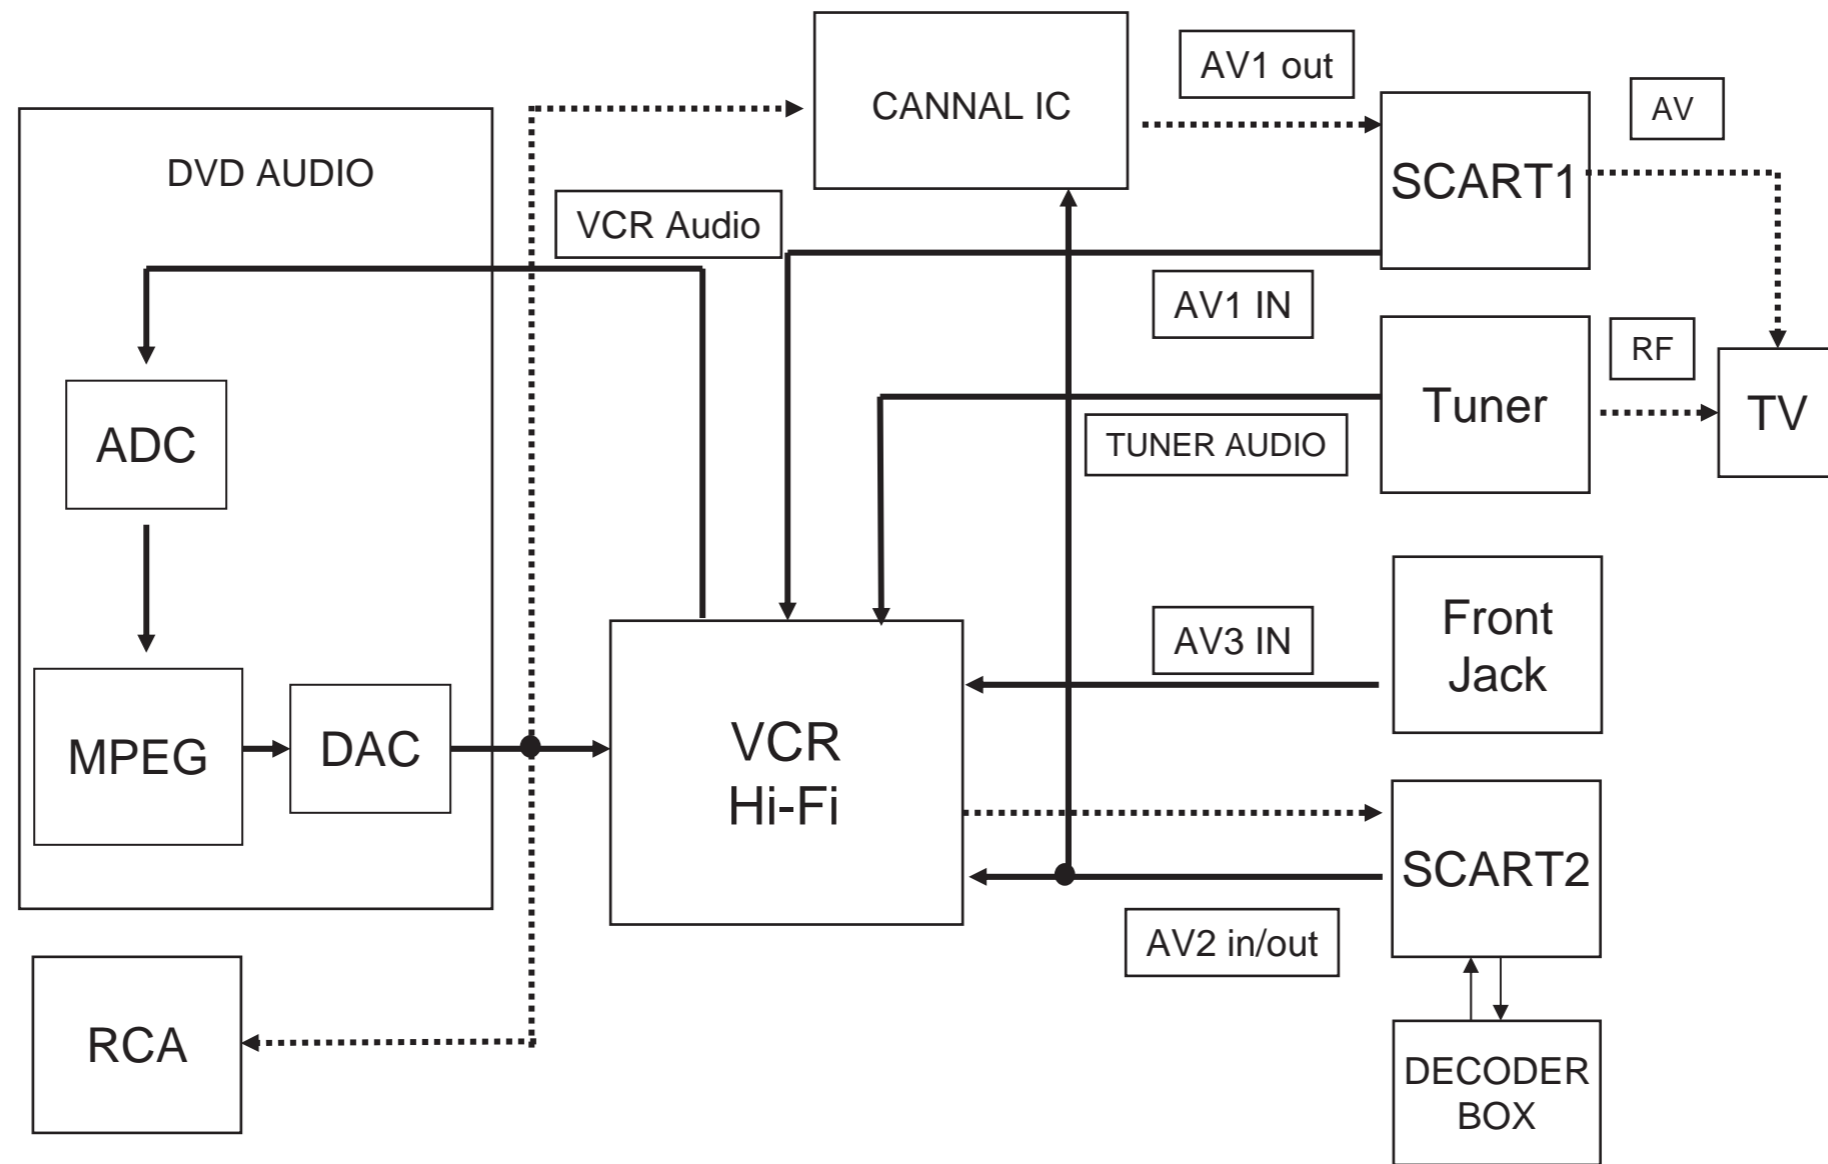 AV1 out
CANNAL IC
AV
DVD AUDIO
SCART1
VCR Audio
AV1 IN
RF
Tuner
TV
ADC
TUNER AUDIO
Front
Jack
AV3 IN
VCR
Hi-Fi
MPEG
DAC
SCART2
AV2 in/out
RCA
DECODER
BOX